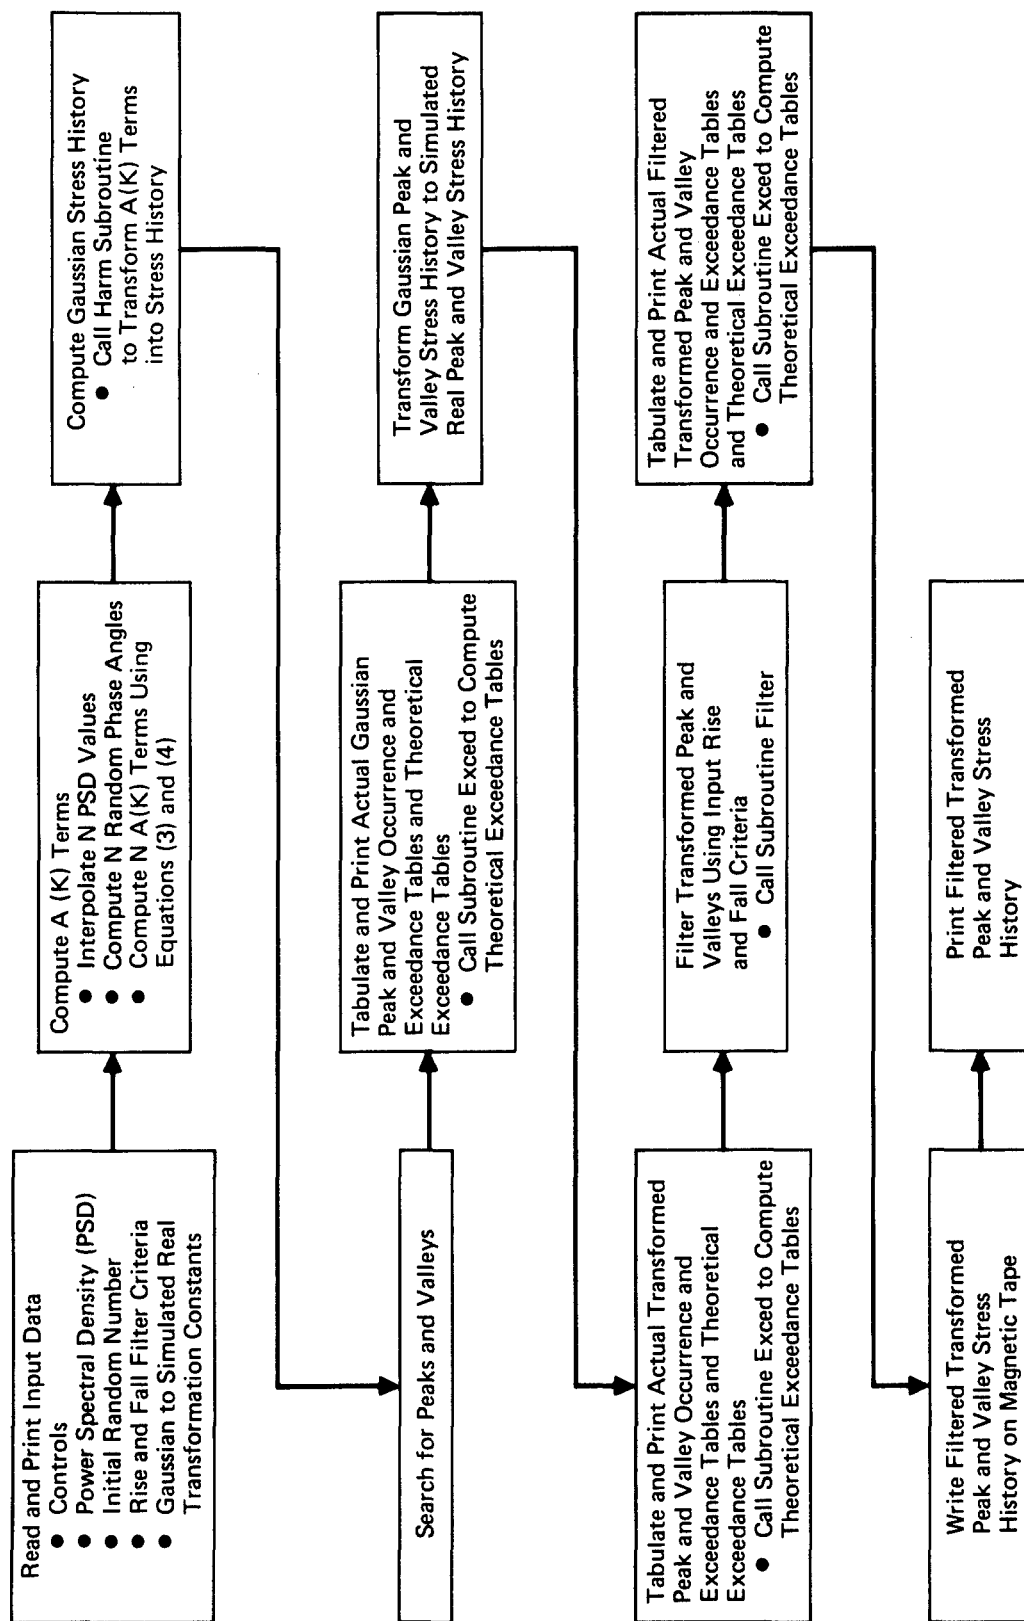 Read and Print Input Data
● Controls
● Power Spectral Density (PSD)
● Initial Random Number
● Rise and Fall Filter Criteria
● Gaussian to Simulated Real
Transformation Constants
Compute A (K) Terms
● Interpolate N PSD Values
● Compute N Random Phase Angles
● Compute N A(K) Terms Using
Equations (3) and (4)
Compute Gaussian Stress History
● Call Harm Subroutine
to Transform A(K) Terms
into Stress History
Search for Peaks and Valleys
Tabulate and Print Actual Gaussian
Peak and Valley Occurrence and
Exceedance Tables and Theoretical
Exceedance Tables
● Call Subroutine Exced to Compute
Theoretical Exceedance Tables
Transform Gaussian Peak and
Valley Stress History to Simulated
Real Peak and Valley Stress History
Tabulate and Print Actual Transformed
Peak and Valley Occurrence and
Exceedance Tables and Theoretical
Exceedance Tables
● Call Subroutine Exced to Compute
Theoretical Exceedance Tables
Filter Transformed Peak and
Valleys Using Input Rise
and Fall Criteria
● Call Subroutine Filter
Tabulate and Print Actual Filtered
Transformed Peak and Valley
Occurrence and Exceedance Tables
and Theoretical Exceedance Tables
● Call Subroutine Exced to Compute
Theoretical Exceedance Tables
Write Filtered Transformed
Peak and Valley Stress
History on Magnetic Tape
Print Filtered Transformed
Peak and Valley Stress
History